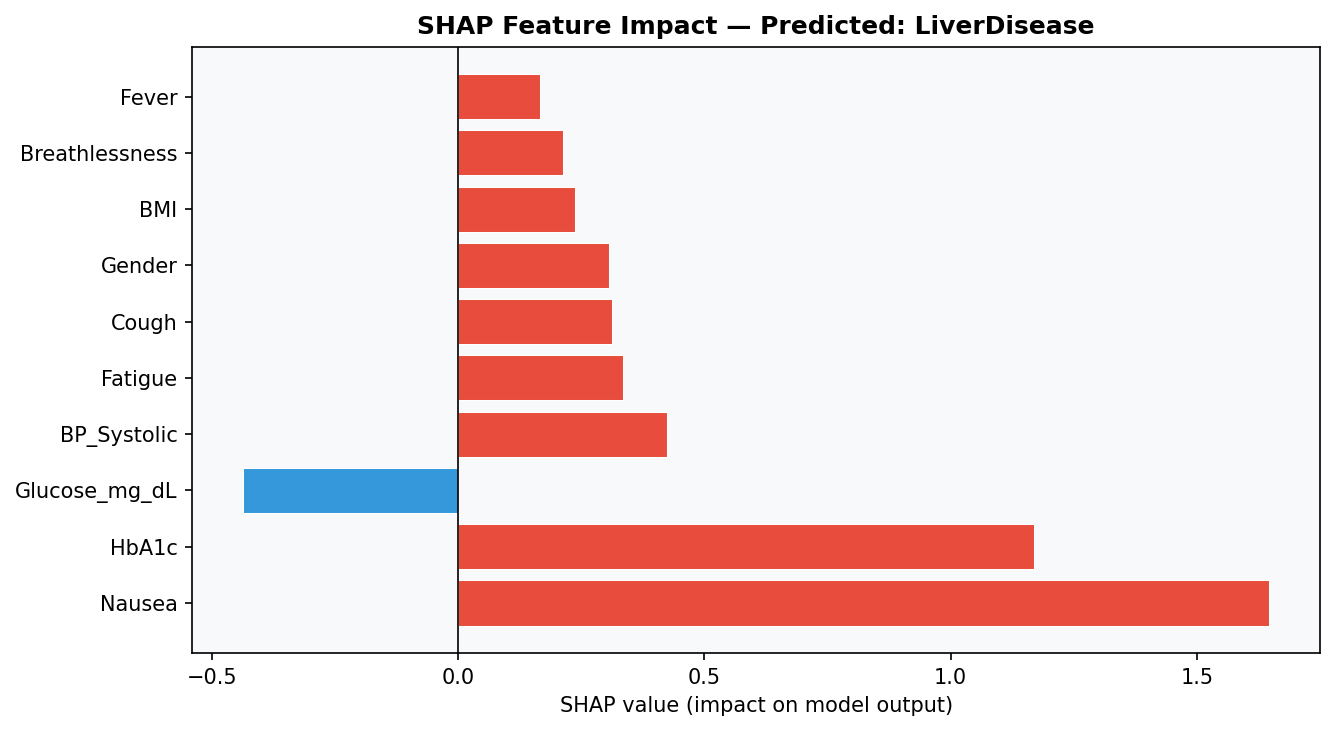 SHAP Feature Impact — Predicted: LiverDisease
Fever
Breathlessness
BMI
Gender
Cough
Fatigue
BP_Systolic
Glucose_mg_dL
HbA1c
Nausea
−0.5 0.0 0.5 1.0 1.5
SHAP value (impact on model output)